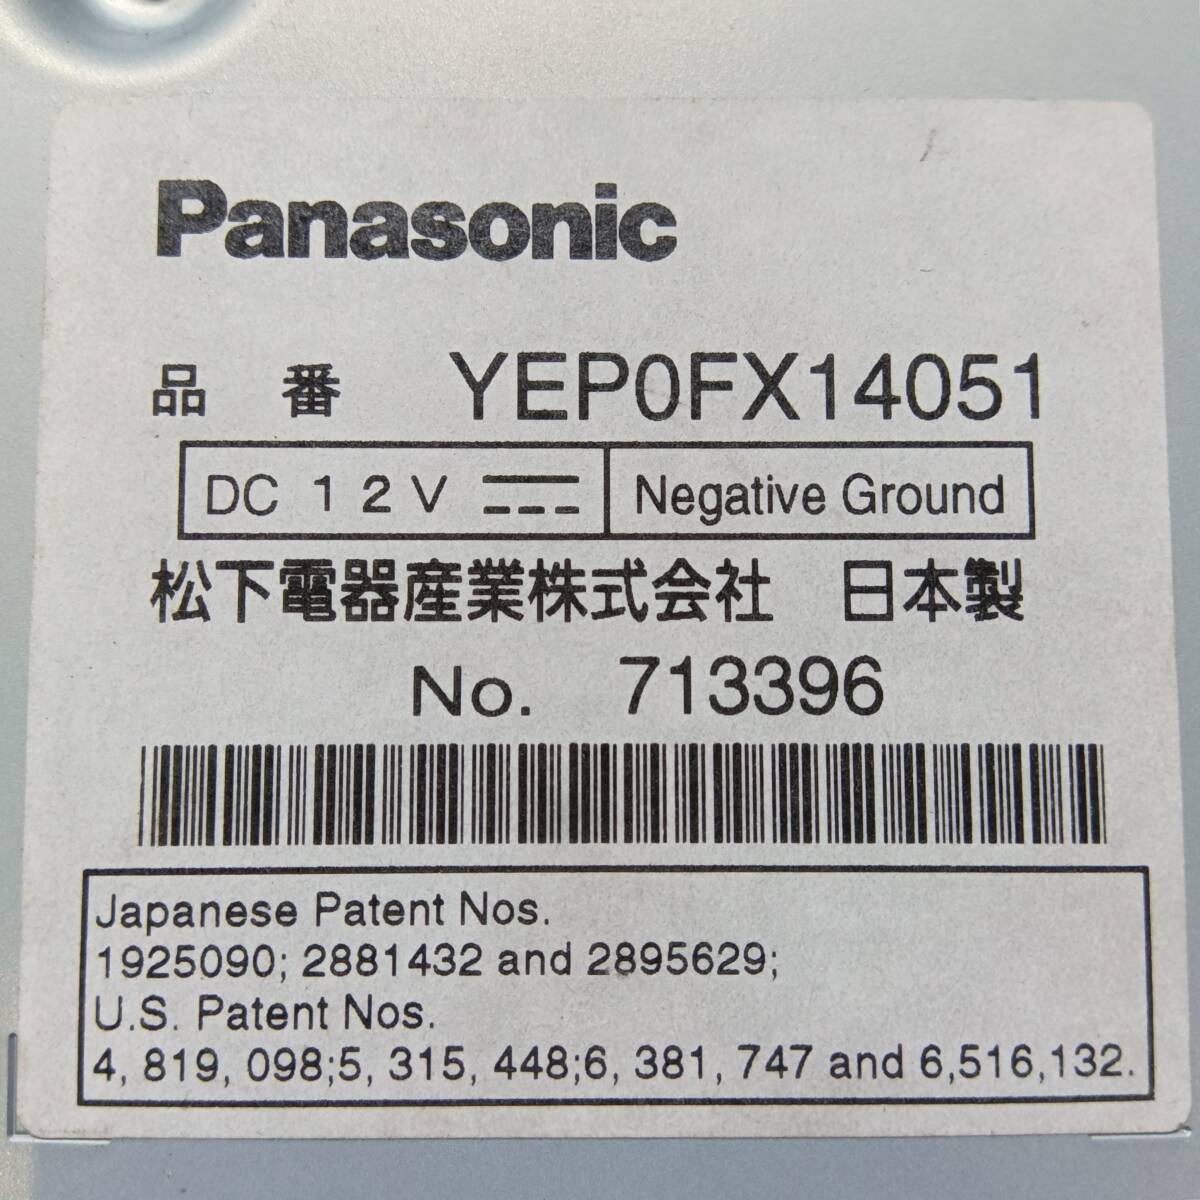 Panasonic
品番 YEP0FX14051
DC 12V Negative Ground
松下電器産業株式会社 日本製
No. 713396
Japanese Patent Nos.
1925090; 2881432 and 2895629;
U.S. Patent Nos.
4, 819, 098;5, 315, 448;6, 381, 747 and 6,516,132.